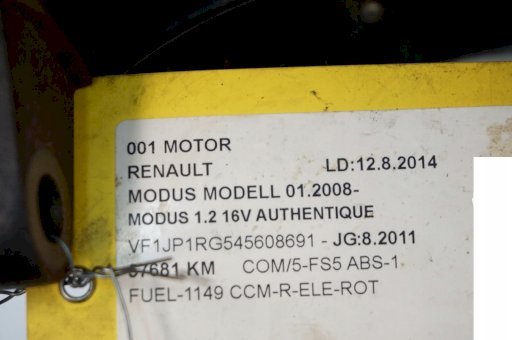 001 MOTOR
RENAULT LD:12.8.2014
MODUS MODELL 01.2008-
MODUS 1.2 16V AUTHENTIQUE
VF1JP1RG545608691 - JG:8.2011
57681 KM COM/5-FS5 ABS-1
FUEL-1149 CCM-R-ELE-ROT